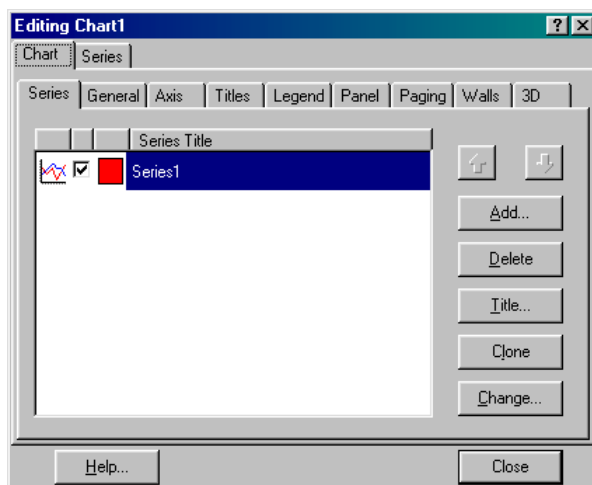 Editing Chart1
Chart Series
Series General Axis Titles Legend Panel Paging Walls 3D
Series Title
Series1
Add...
Delete
Title...
Clone
Change...
Help... Close